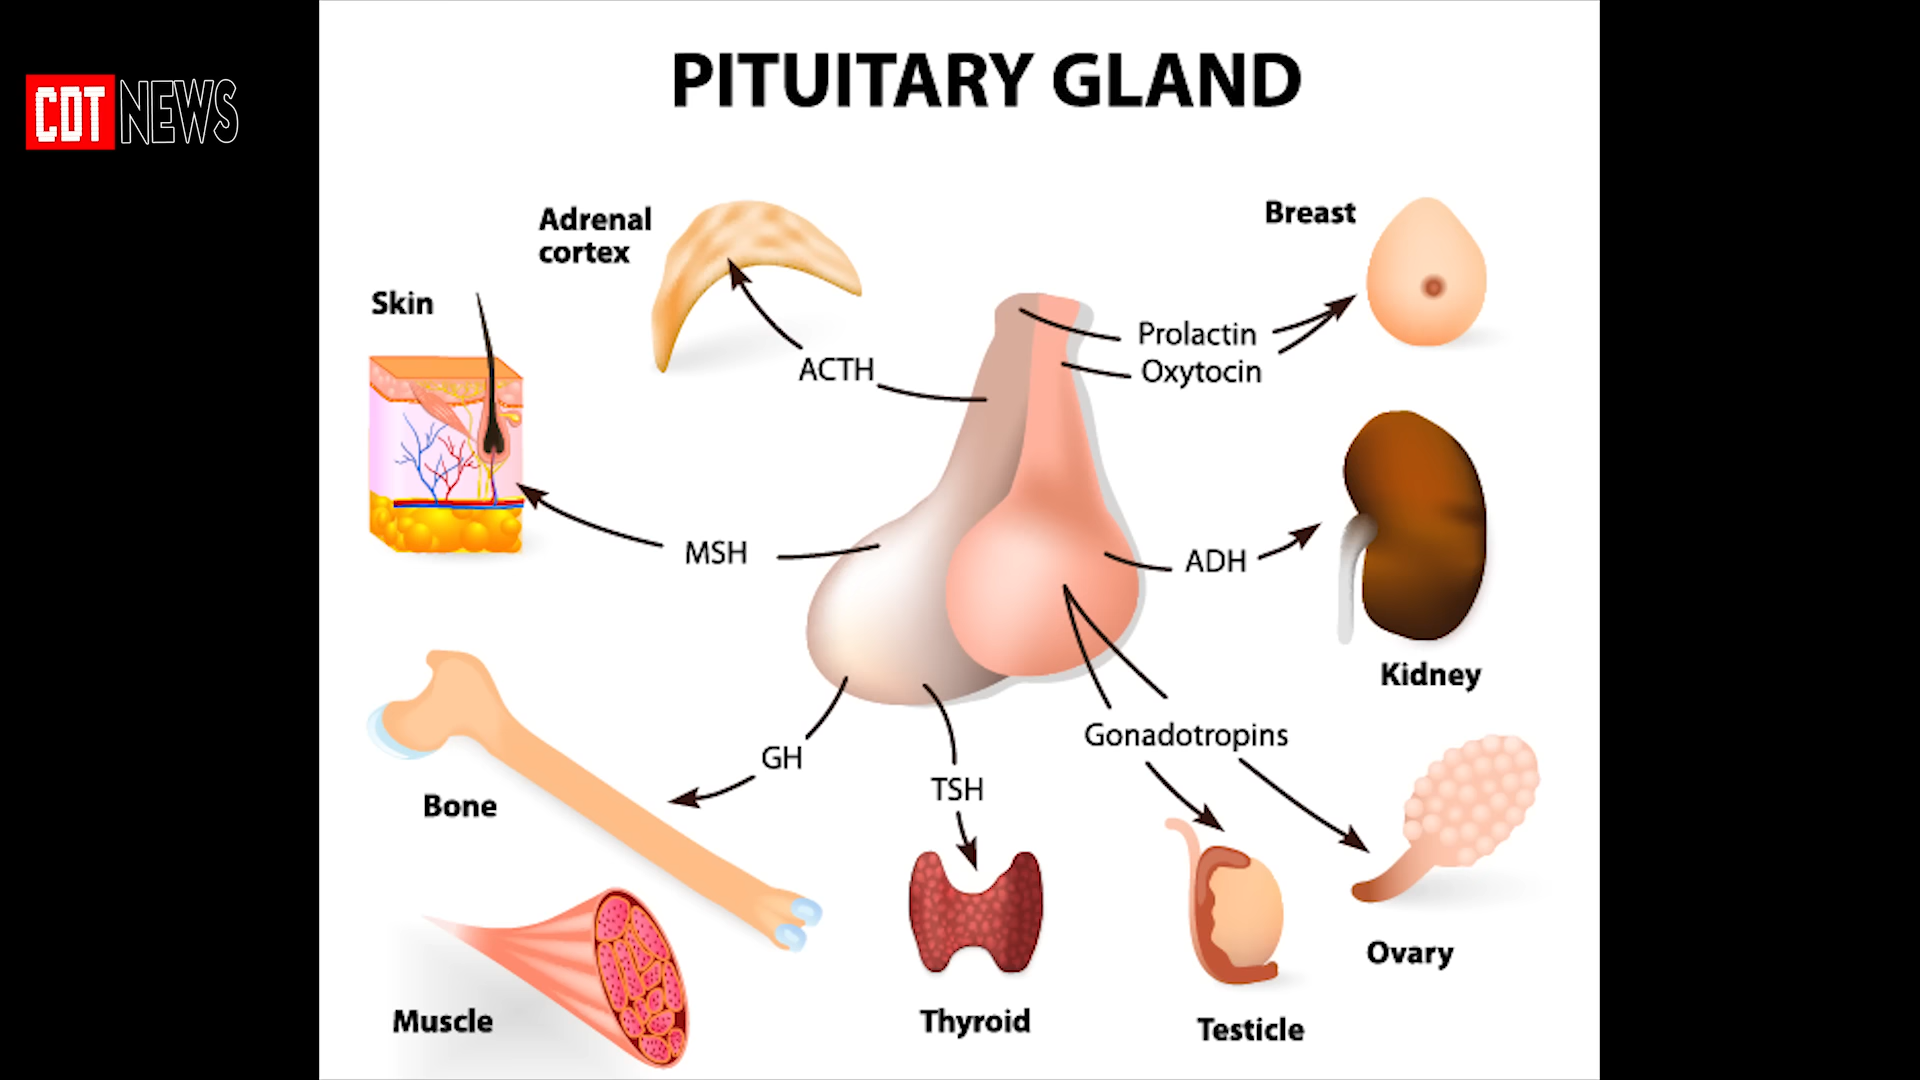 CDT NEWS
PITUITARY GLAND
Adrenal
cortex
Breast
Skin
Prolactin
Oxytocin
ACTH
MSH
ADH
Kidney
GH
TSH
Gonadotropins
Bone
Ovary
Muscle
Thyroid
Testicle